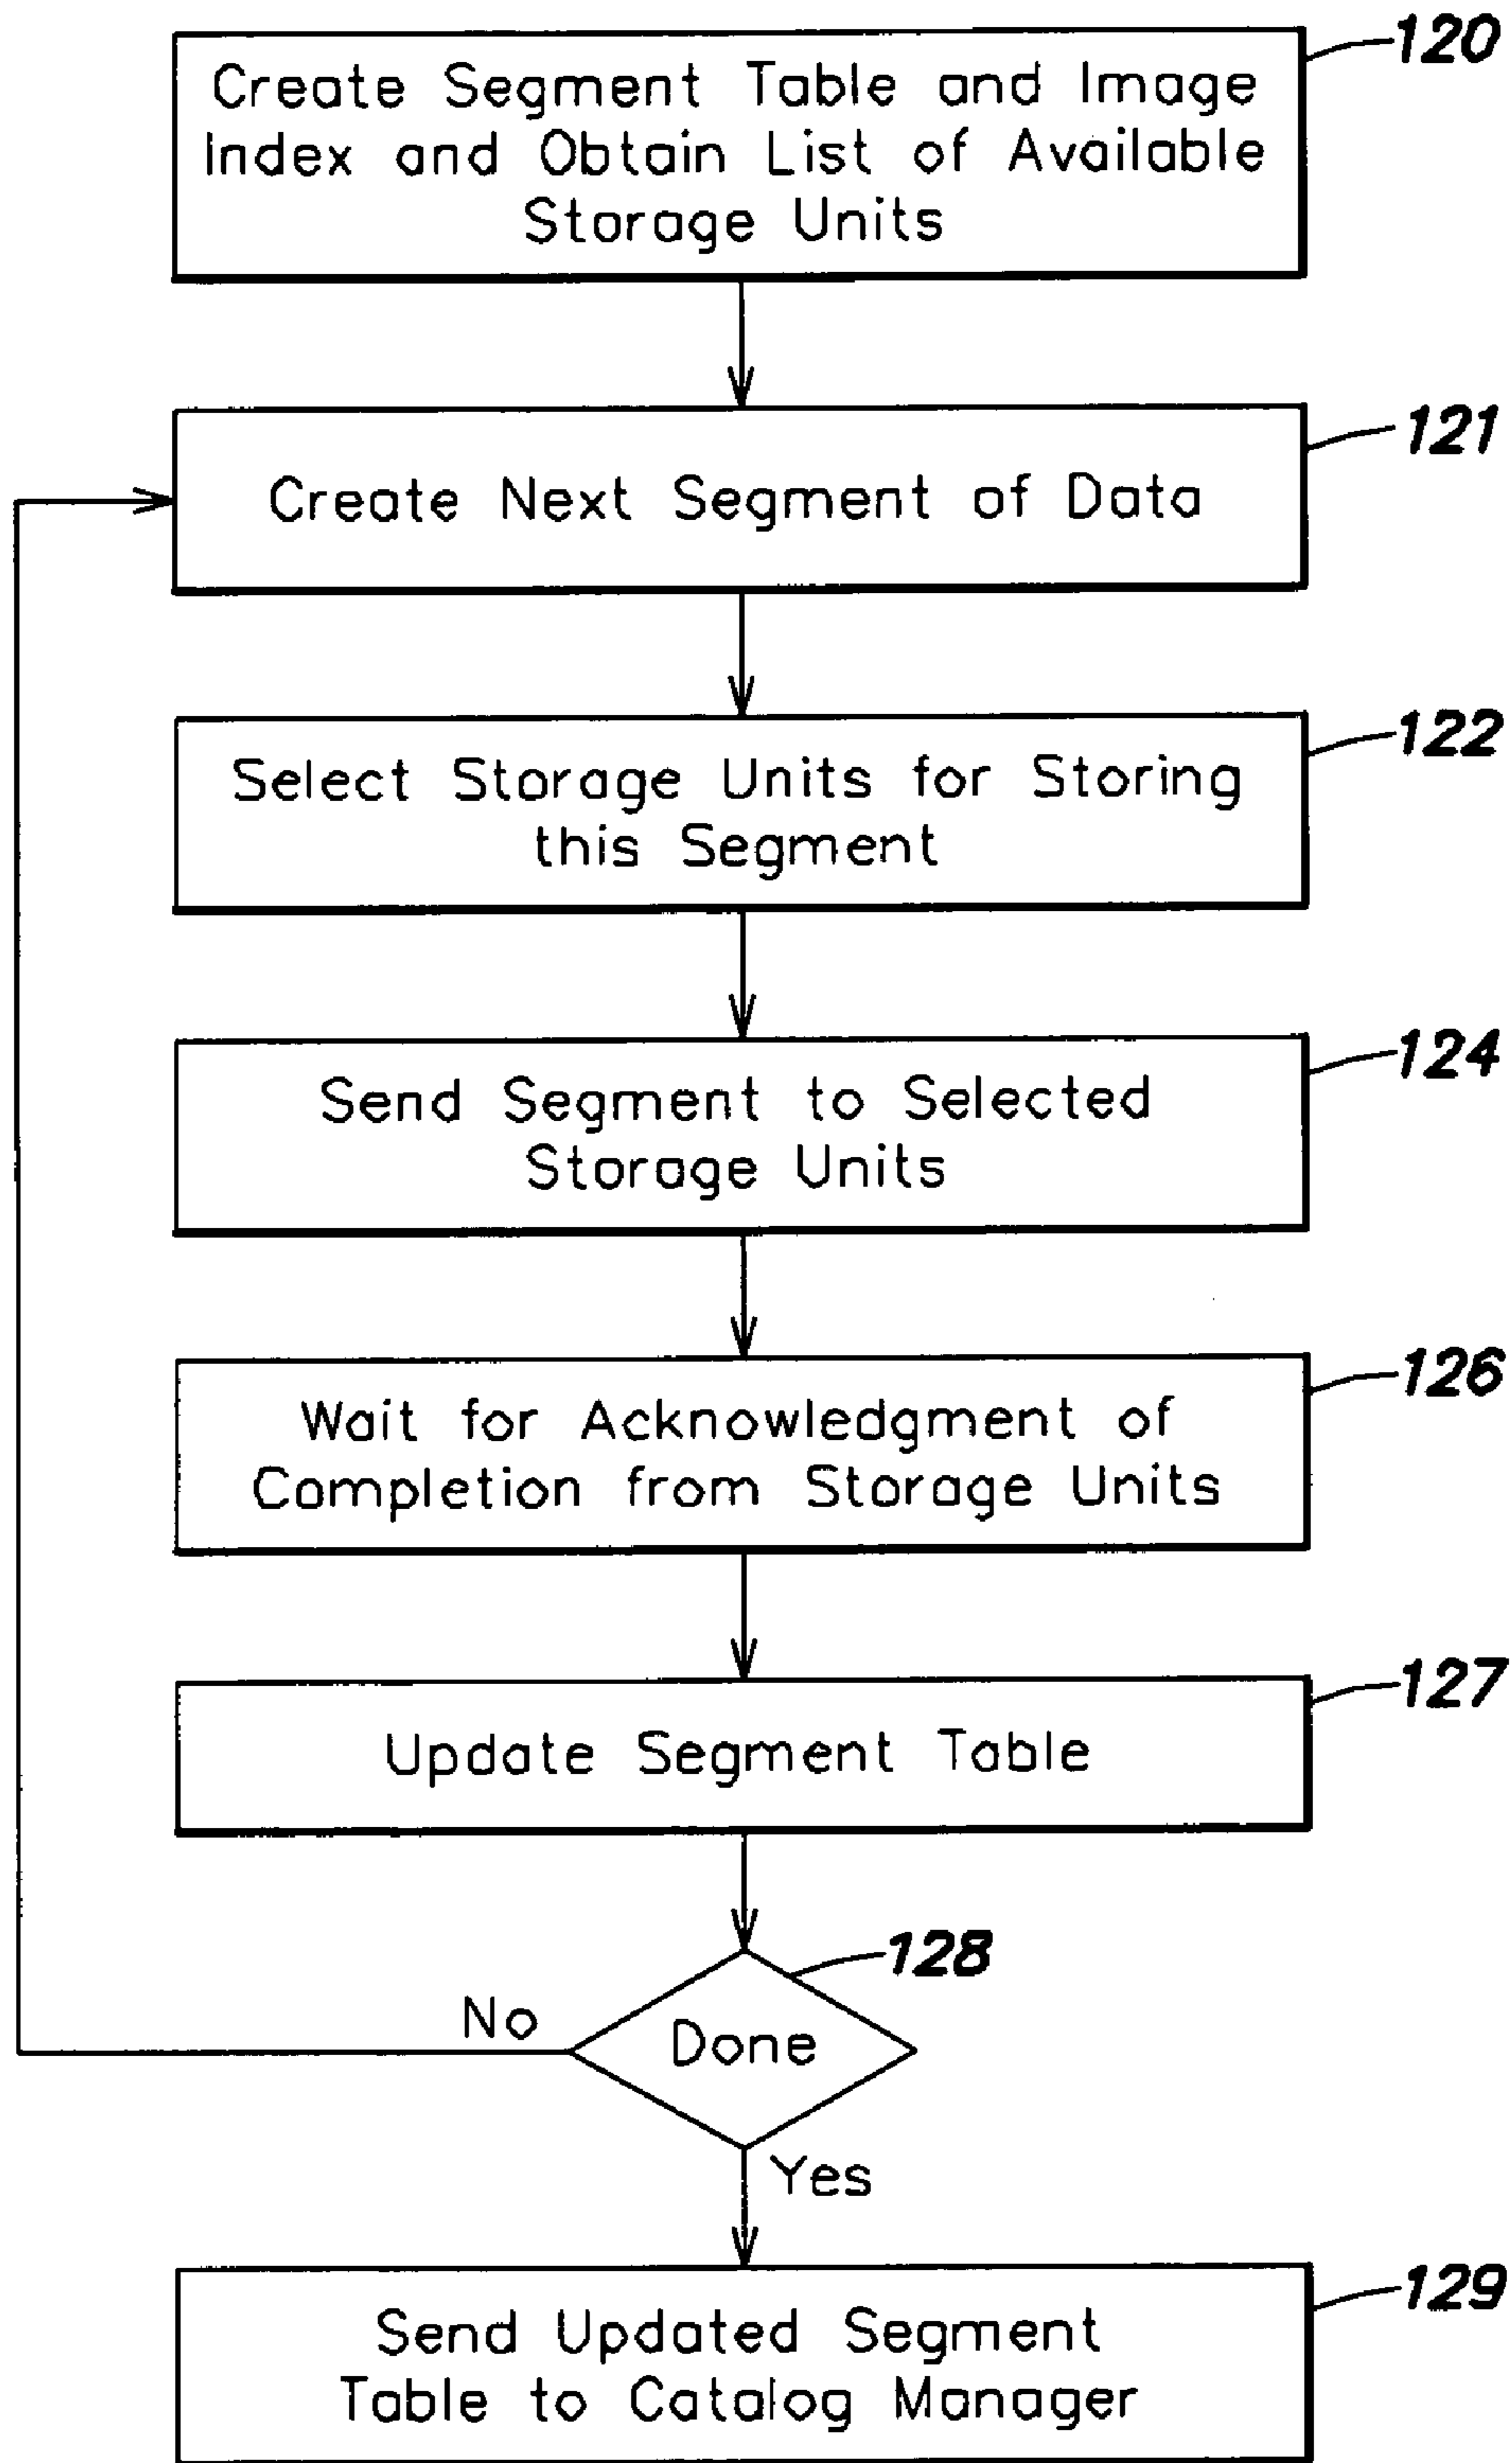 120
Create Segment Table and Image
Index and Obtain List of Available
Storage Units
121
Create Next Segment of Data
122
Select Storage Units for Storing
this Segment
124
Send Segment to Selected
Storage Units
126
Wait for Acknowledgment of
Completion from Storage Units
127
Update Segment Table
128
No
Done
Yes
129
Send Updated Segment
Table to Catalog Manager